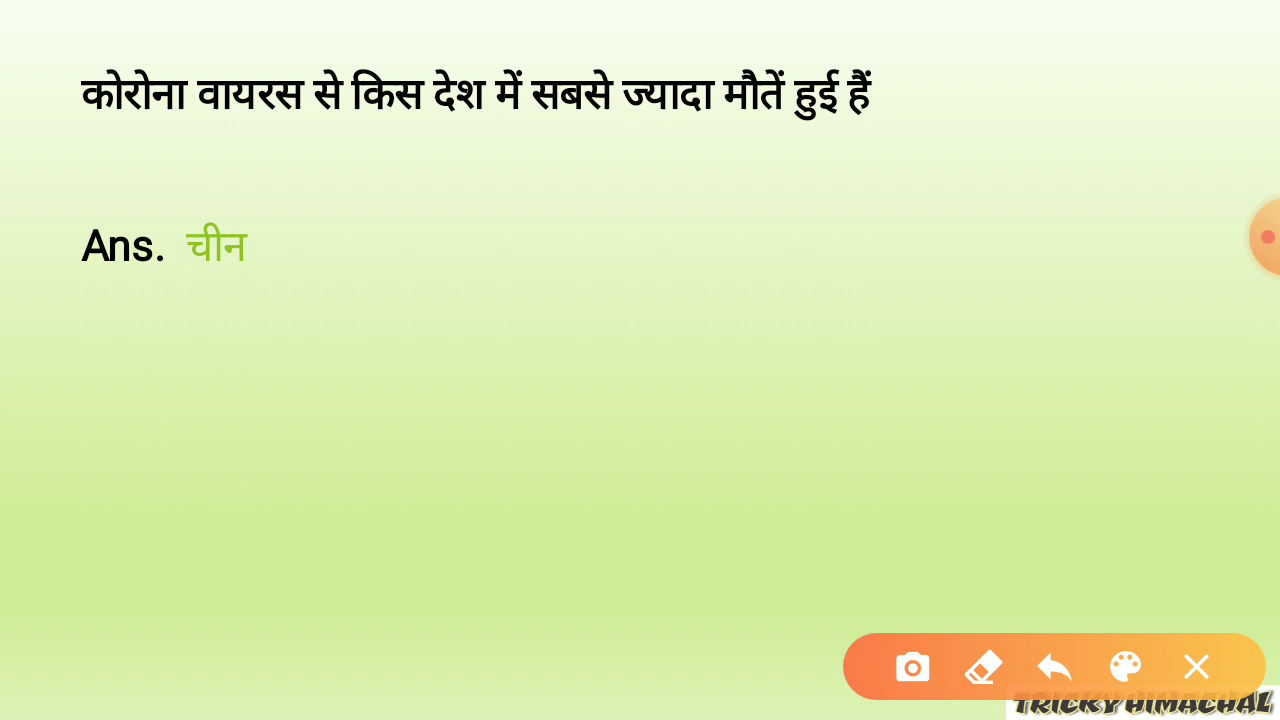 कोरोना वायरस से किस देश में सबसे ज्यादा मौतें हुई हैं
Ans. चीन
TRICKY HIMACHAL